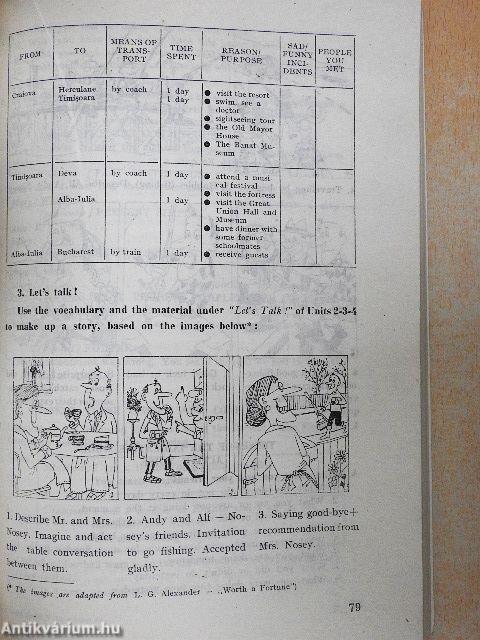 FROM
TO
MEANS OF
TRANS-
PORT
TIME
SPENT
REASON/
PURPOSE
SAD/
FUNNY
INCI-
DENTS
PEOPLE
YOU
MET
Craiova
Herculane
by coach
1 day
● visit the resort
Timişoara
1 day
● swim, see a
doctor
● sightseeing tour
● the Old Mayor
House
● The Banat Mu-
seum
Timişoara
Deva
by coach
1 day
● attend a musi-
cal festival
● visit the fortress
Alba-Iulia
1 day
● visit the Great
Union Hall and
Museum
● have dinner with
some former
schoolmates
Alba-Iulia
Bucharest
by train
1 day
● receive guests
3. Let's talk!
Use the vocabulary and the material under "Let's Talk!" of Units 2-3-4
to make up a story, based on the images below*:
1. Describe Mr. and Mrs.
Nosey. Imagine and act
the table conversation
between them.
2. Andy and Alf — No-
sey's friends. Invitation
to go fishing. Accepted
gladly.
3. Saying good-bye+
recommendation from
Mrs. Nosey.
(* The images are adapted from L. G. Alexander — „Worth a Fortune")
79
Antikvárium.hu